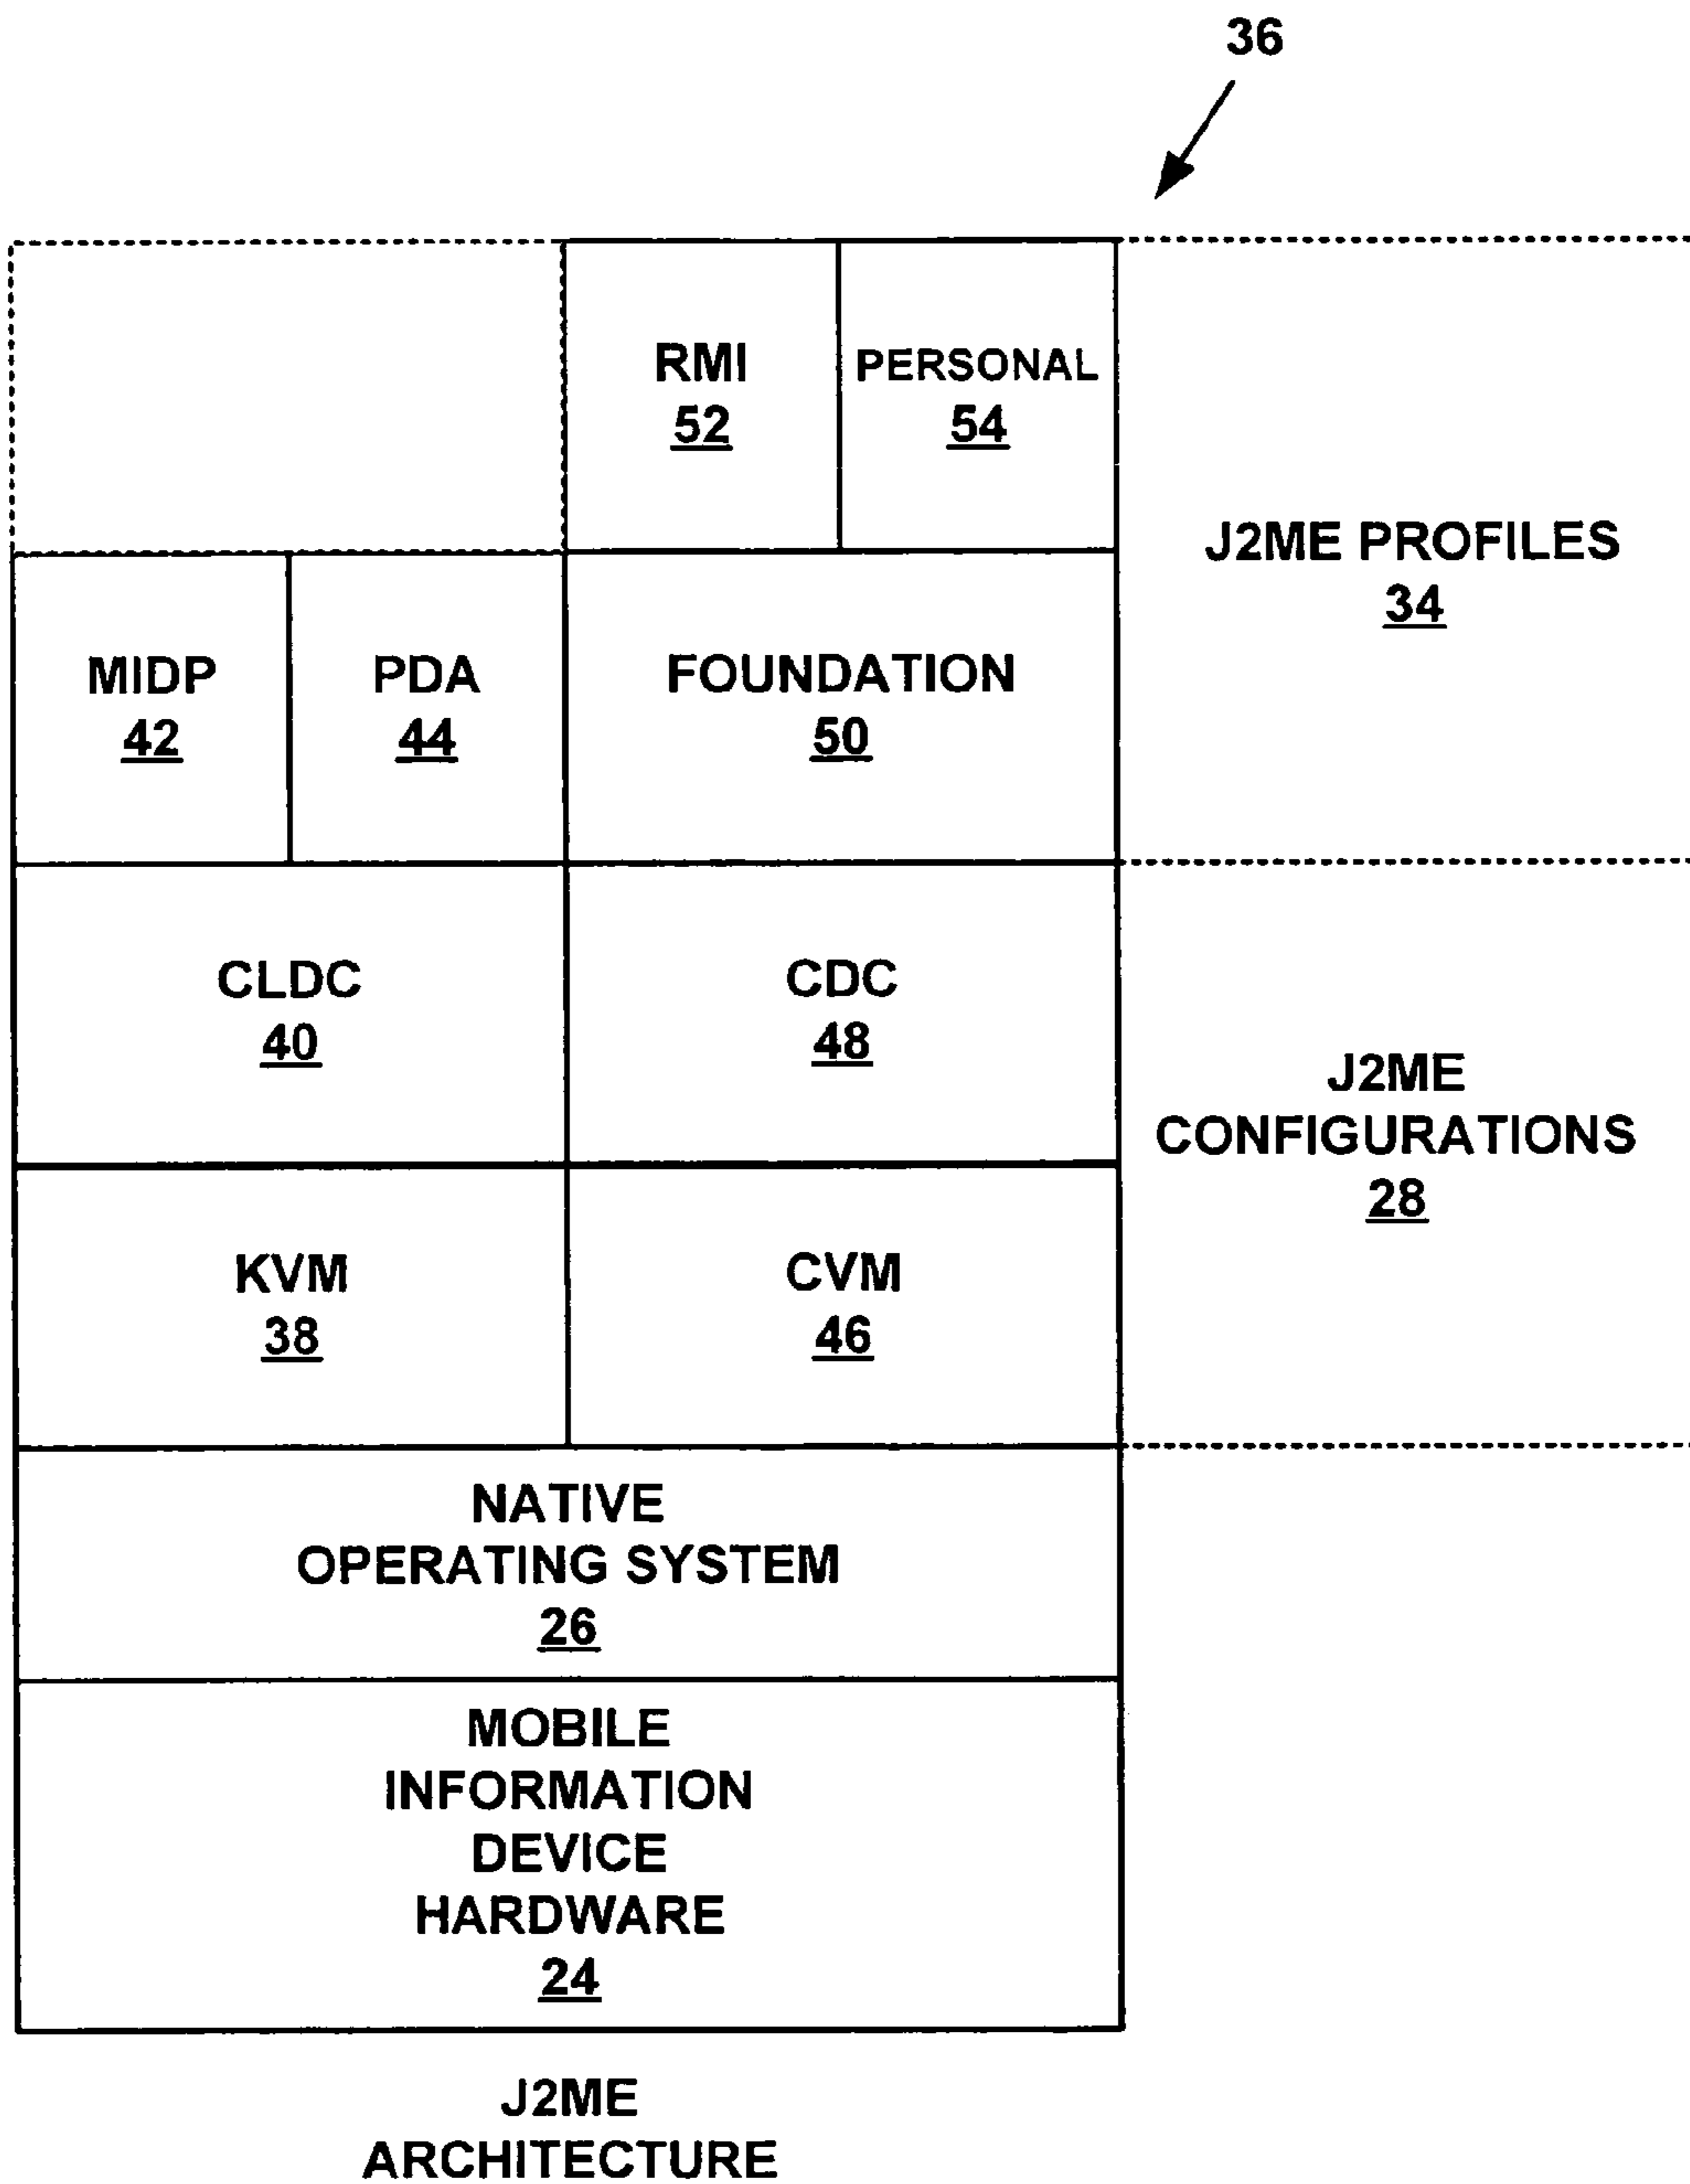 36
RMI
52
PERSONAL
54
J2ME PROFILES
34
MIDP
42
PDA
44
FOUNDATION
50
CLDC
40
CDC
48
J2ME
CONFIGURATIONS
28
KVM
38
CVM
46
NATIVE
OPERATING SYSTEM
26
MOBILE
INFORMATION
DEVICE
HARDWARE
24
J2ME
ARCHITECTURE